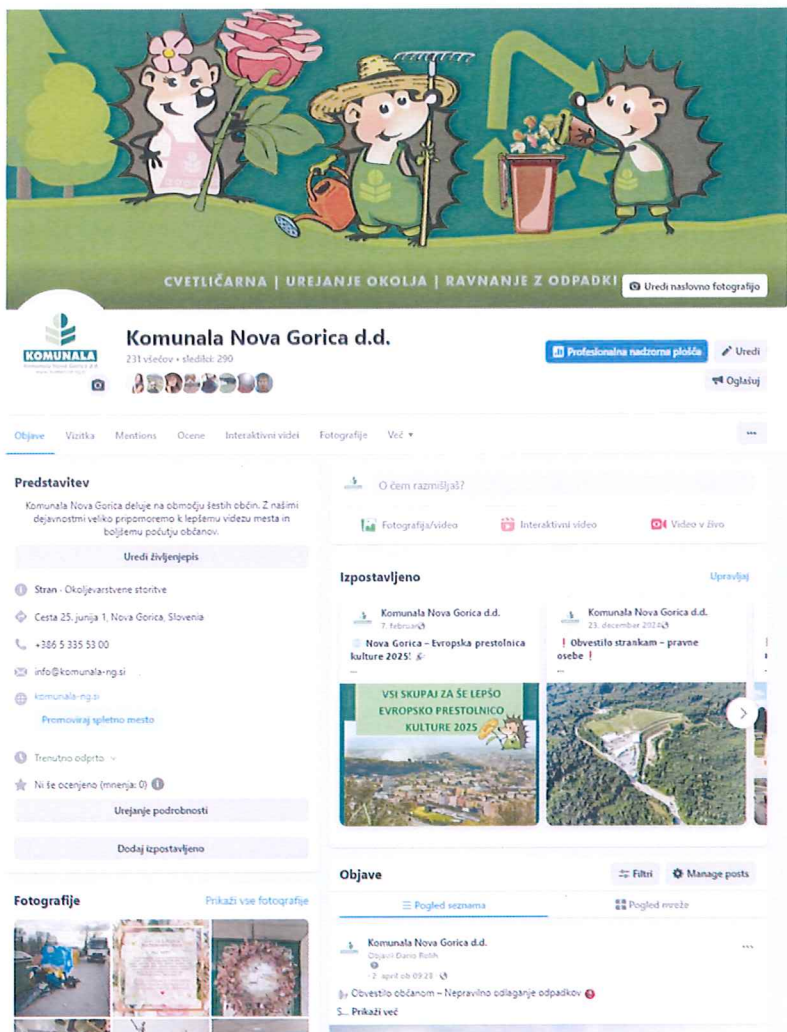 CVETLIČARNA | UREJANJE OKOLJA | RAVNANJE Z ODPADKI
Uredi naslovno fotografijo
KOMUNALA
Komunala Nova Gorica d.d.
Komunala Nova Gorica d.d.
231 všečkov • sledilci: 290
Profesionalna nadzorna plošča
Uredi
Oglašuj
Objave Vizitka Mentions Ocene Interaktivni videi Fotografije Več
Predstavitev
Komunala Nova Gorica deluje na območju šestih občin. Z našimi
dejavnostmi veliko pripomoremo k lepšemu videzu mesta in
boljšemu počutju občanov.
Uredi življenjepis
Stran · Okoljevarstvene storitve
Cesta 25. junija 1, Nova Gorica, Slovenia
+386 5 335 53 00
info@komunala-ng.si
komunala-ng.si
Promoviraj spletno mesto
Trenutno odprto
Ni še ocenjeno (mnenja: 0)
Urejanje podrobnosti
Dodaj izpostavljeno
Fotografije
Prikaži vse fotografije
O čem razmišljaš?
Fotografija/video
Interaktivni video
Video v živo
Izpostavljeno
Upravljaj
Komunala Nova Gorica d.d.
7. februar
Nova Gorica – Evropska prestolnica
kulture 2025!
...
VSI SKUPAJ ZA ŠE LEPŠO
EVROPSKO PRESTOLNICO
KULTURE 2025
Komunala Nova Gorica d.d.
23. december 2024
❗ Obvestilo strankam – pravne
osebe ❗
...
Objave
Filtri
Manage posts
Pogled seznama
Pogled mreže
Komunala Nova Gorica d.d.
Objavil Dario
2. april ob 09:28
Obvestilo občanom – Nepravilno odlaganje odpadkov
S... Prikaži več